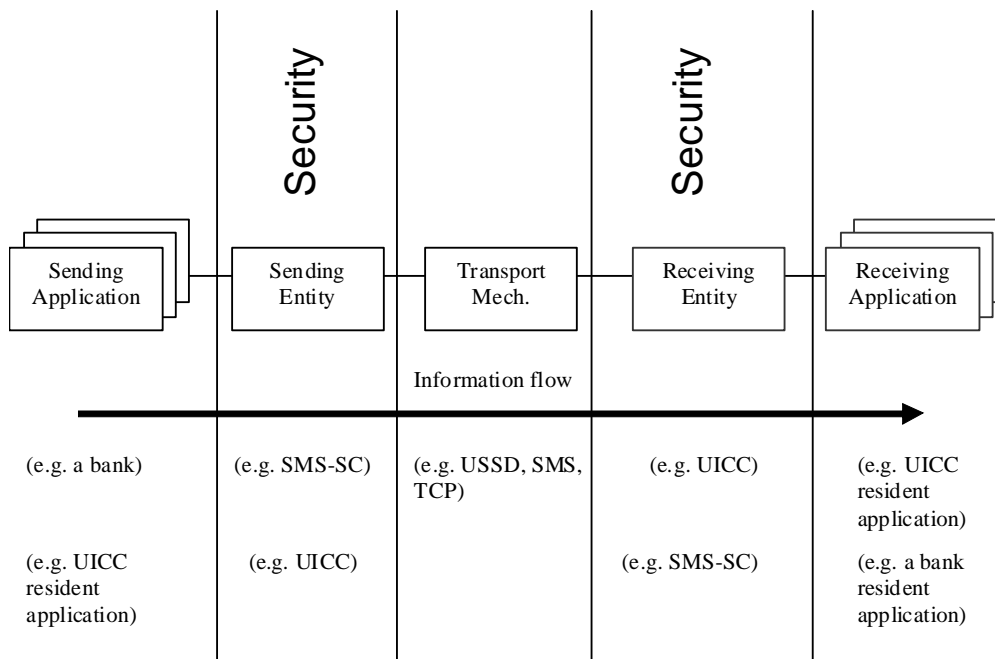 Security
Security
Sending
Application
Sending
Entity
Transport
Mech.
Receiving
Entity
Receiving
Application
Information flow
(e.g. a bank)
(e.g. SMS-SC)
(e.g. USSD, SMS,
TCP)
(e.g. UICC)
(e.g. UICC
resident
application)
(e.g. UICC
resident
application)
(e.g. UICC)
(e.g. SMS-SC)
(e.g. a bank
resident
application)